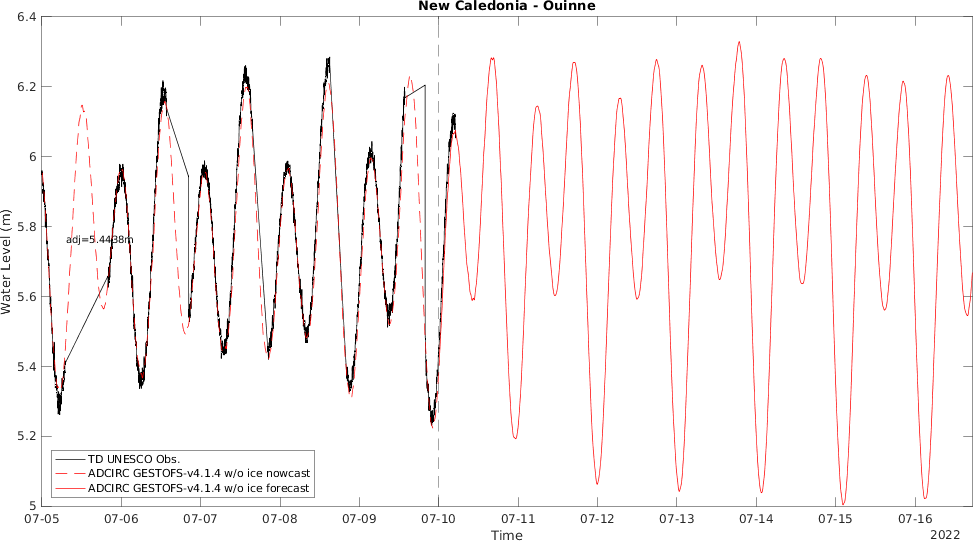 New Caledonia - Ouinne
6.4
6.2
6
5.8
5.6
5.4
5.2
5
Water Level (m)
adj=5.4438m
TD UNESCO Obs.
ADCIRC GESTOFS-v4.1.4 w/o ice nowcast
ADCIRC GESTOFS-v4.1.4 w/o ice forecast
07-05 07-06 07-07 07-08 07-09 07-10 07-11 07-12 07-13 07-14 07-15 07-16
Time
2022